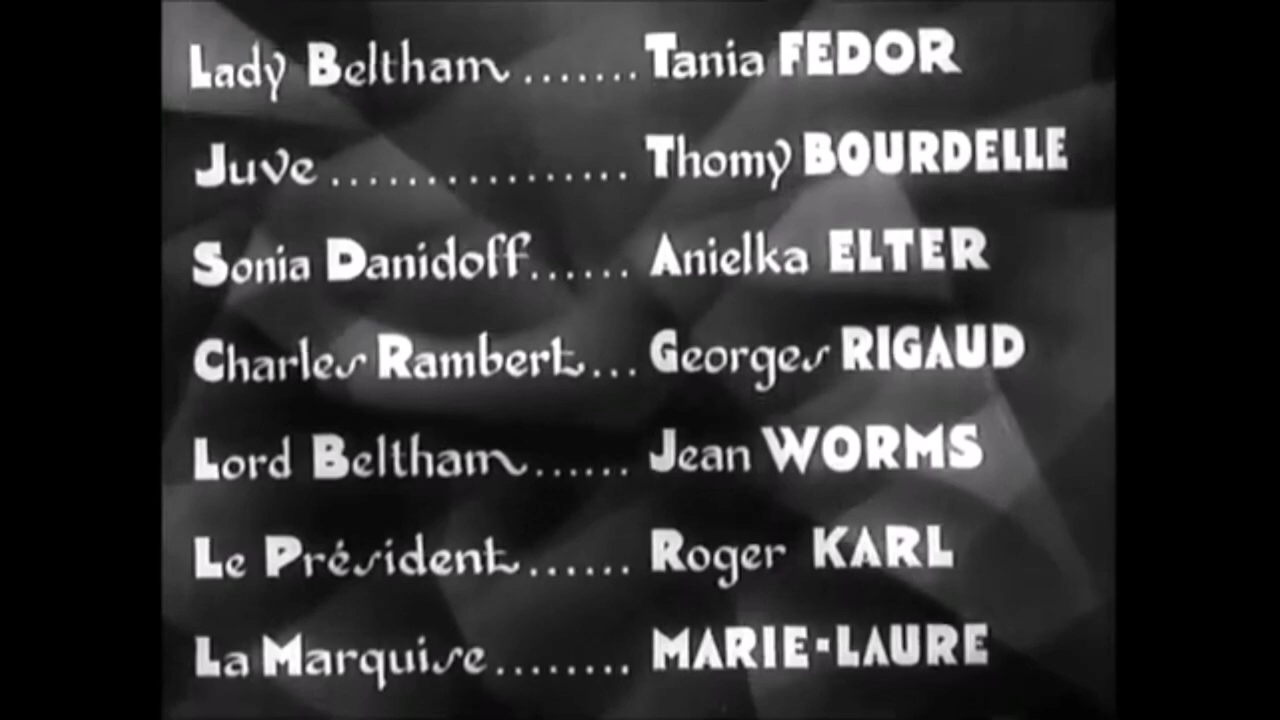 Lady Beltham ....... Tania FEDOR
Juve ................ Thomy BOURDELLE
Sonia Danidoff...... Anielka ELTER
Charles Rambert... Georges RIGAUD
Lord Beltham...... Jean WORMS
Le Président...... Roger KARL
La Marquise........ MARIE-LAURE